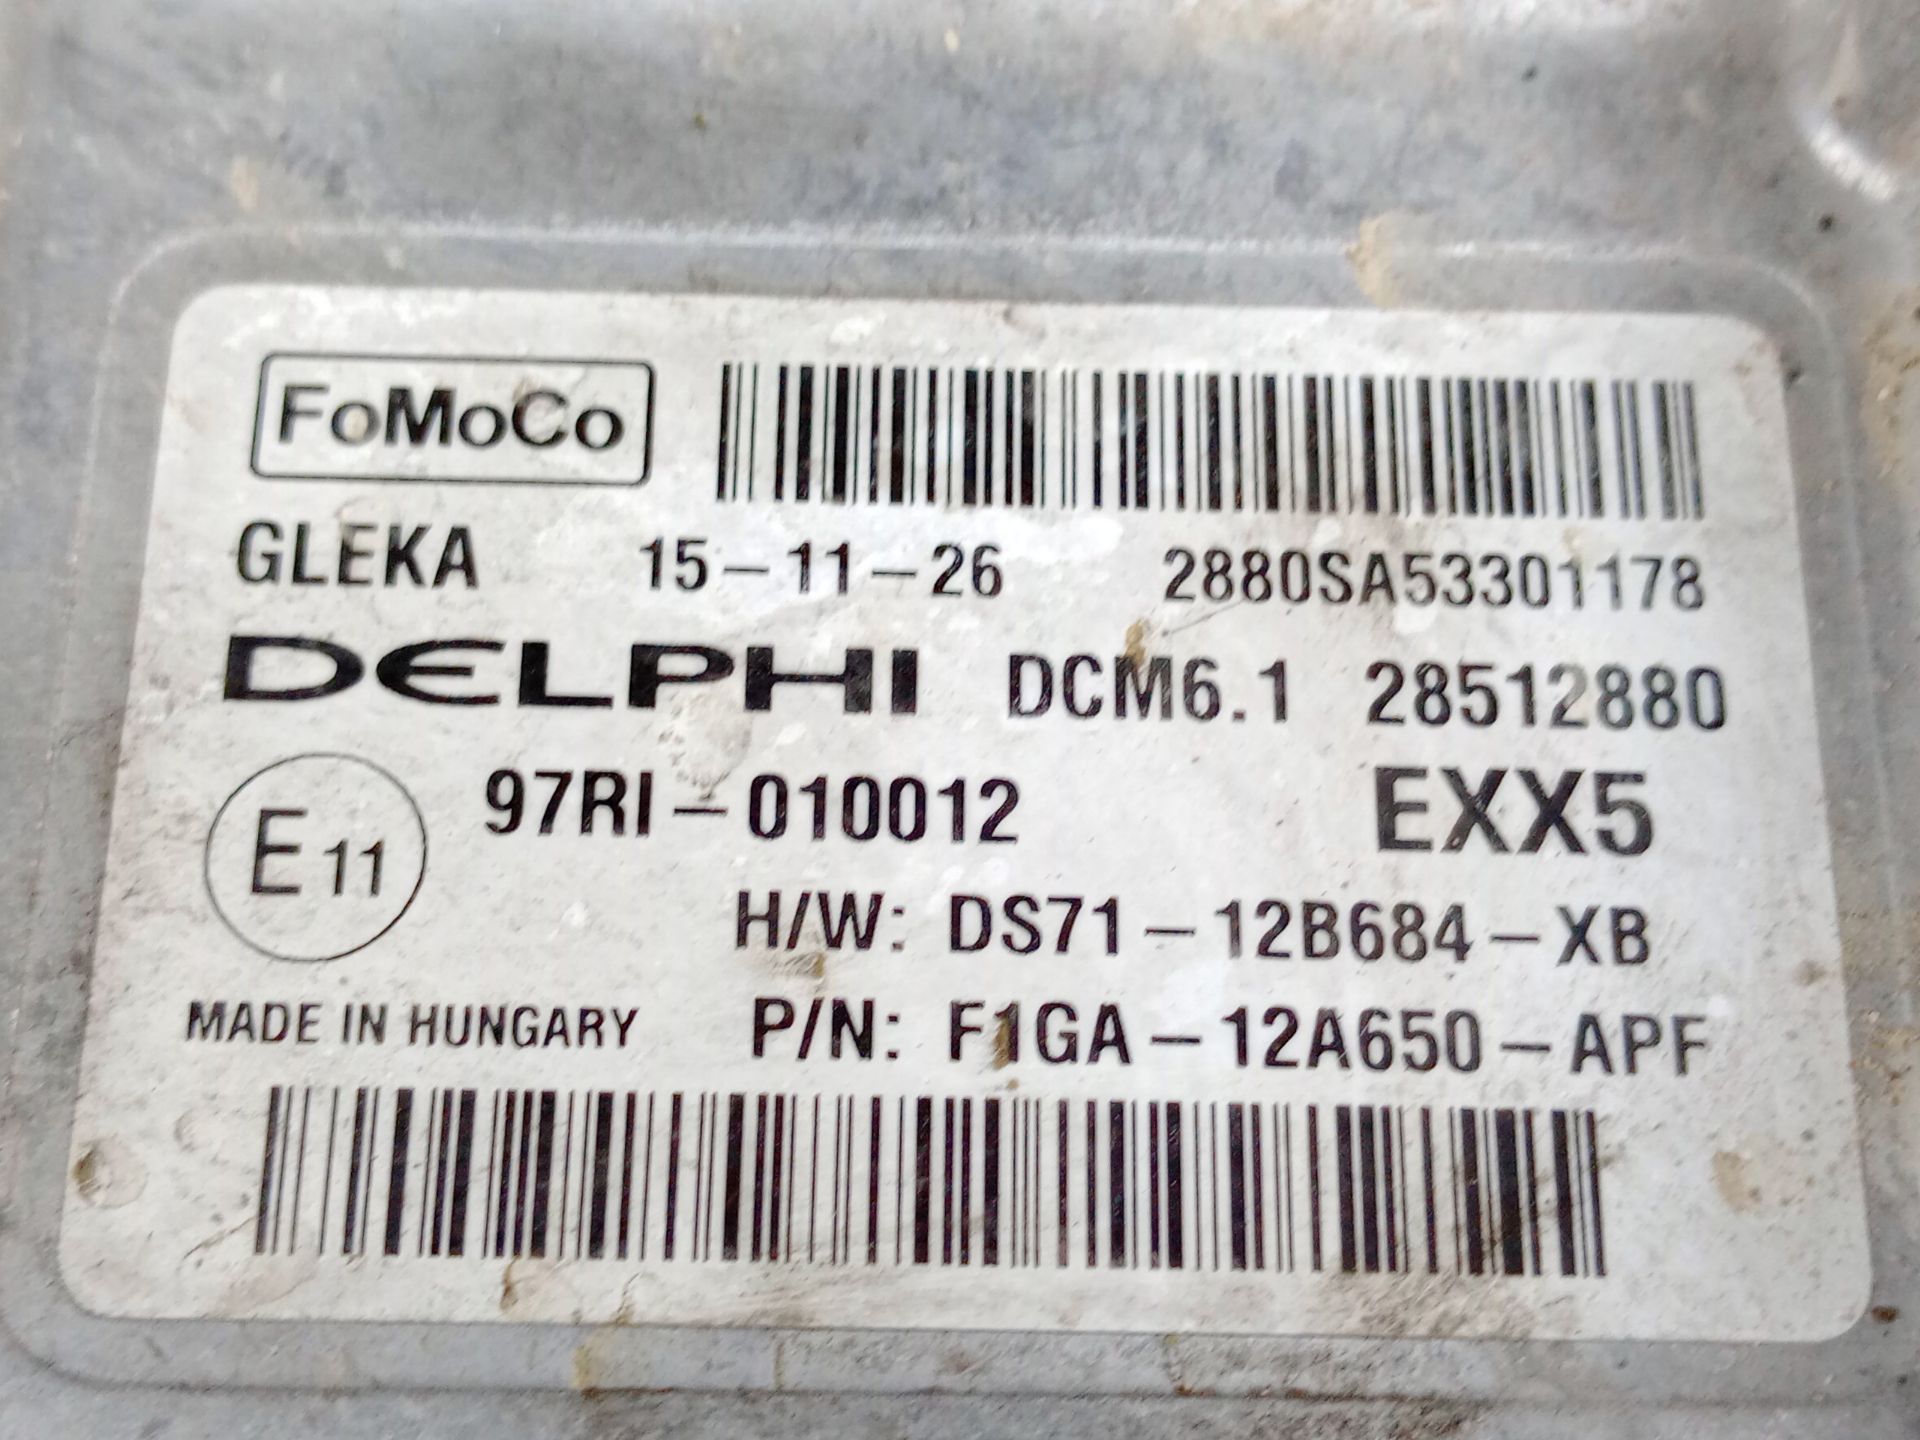 FoMoCo
GLEKA 15-11-26 2880SA53301178
DELPHI DCM6.1 28512880
E11 97RI-010012 EXX5
H/W: DS71-12B684-XB
MADE IN HUNGARY P/N: F1GA-12A650-APF